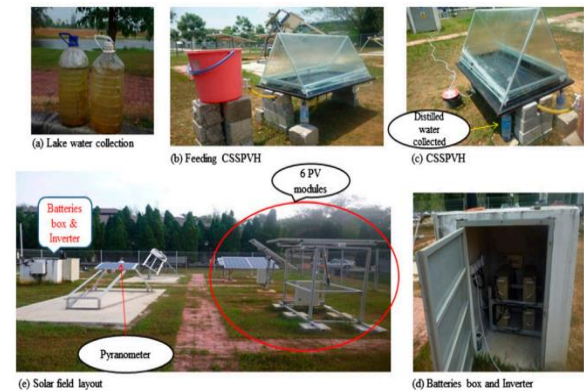 (a) Lake water collection
(b) Feeding CSSPVH
Distilled
water
collected
(c) CSSPVH
Batteries
box &
Inverter
6 PV
modules
Pyranometer
(e) Solar field layout
(d) Batteries box and Inverter